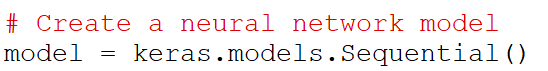 # Create a neural network model
model = keras.models.Sequential()